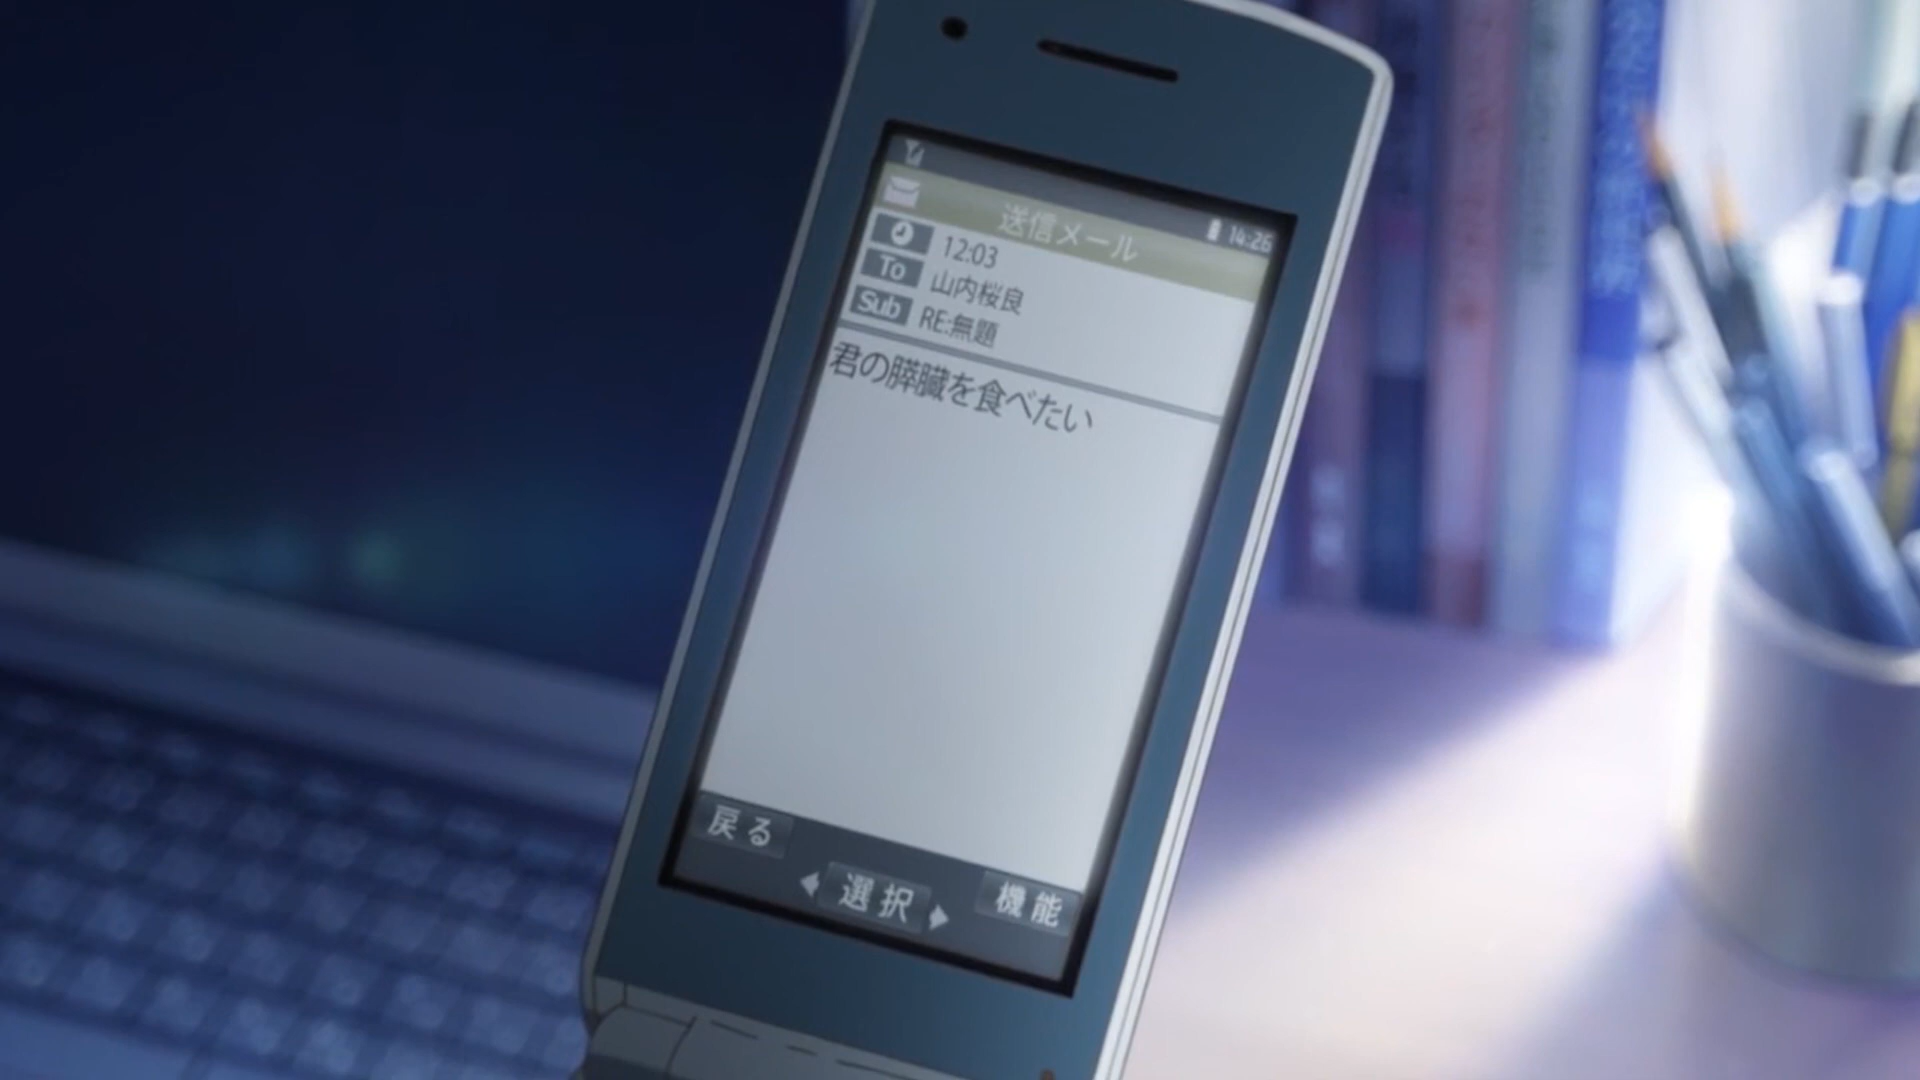 14:26
送信メール
12:03
To 山内桜良
Sub RE:無題
君の膵臓を食べたい
戻る
選択
機能